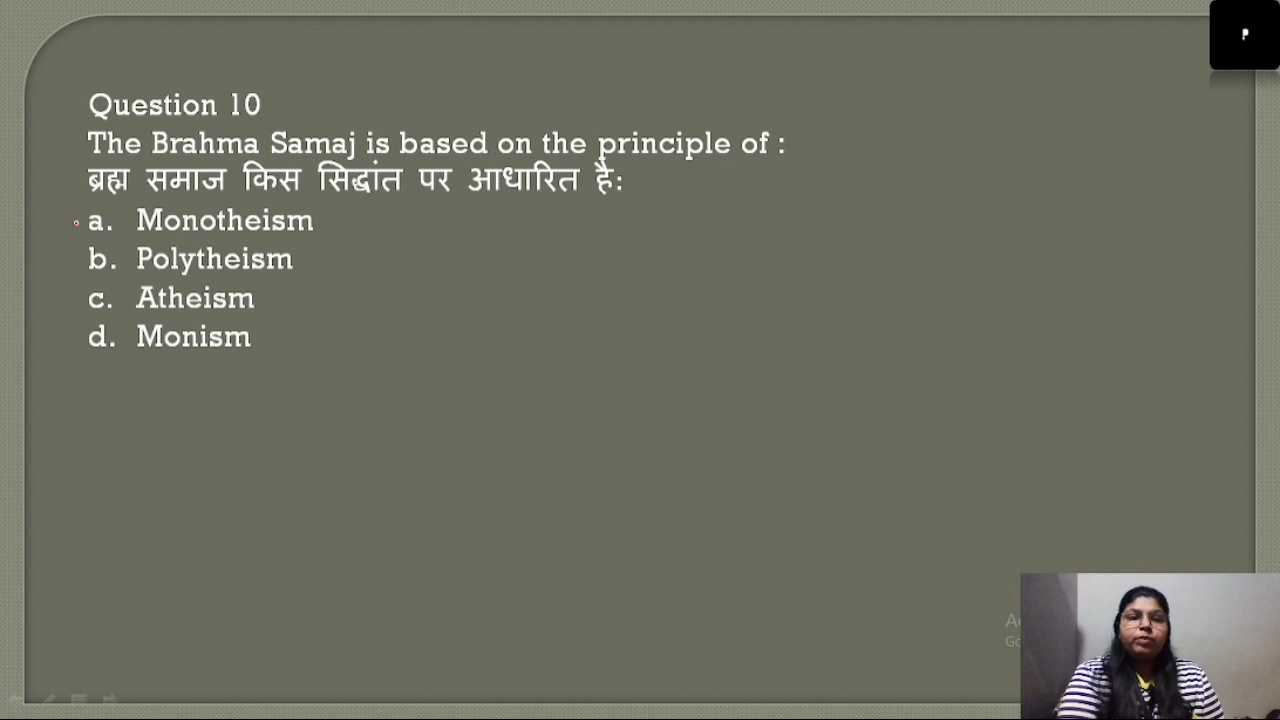 Question 10
The Brahma Samaj is based on the principle of :
ब्रह्म समाज किस सिद्धांत पर आधारित है:
a. Monotheism
b. Polytheism
c. Atheism
d. Monism